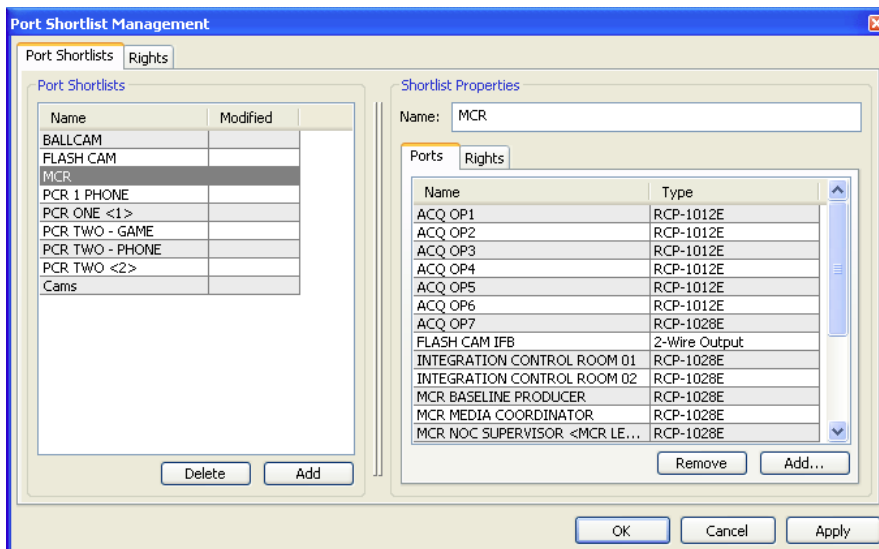 Port Shortlist Management
Port Shortlists Rights
Port Shortlists
Name Modified
BALLCAM
FLASH CAM
MCR
PCR 1 PHONE
PCR ONE <1>
PCR TWO - GAME
PCR TWO - PHONE
PCR TWO <2>
Cams
Delete Add
Shortlist Properties
Name: MCR
Ports Rights
Name Type
ACQ OP1 RCP-1012E
ACQ OP2 RCP-1012E
ACQ OP3 RCP-1012E
ACQ OP4 RCP-1012E
ACQ OP5 RCP-1012E
ACQ OP6 RCP-1012E
ACQ OP7 RCP-1028E
FLASH CAM IFB 2-Wire Output
INTEGRATION CONTROL ROOM 01 RCP-1028E
INTEGRATION CONTROL ROOM 02 RCP-1028E
MCR BASELINE PRODUCER RCP-1028E
MCR MEDIA COORDINATOR RCP-1028E
MCR NOC SUPERVISOR <MCR LE... RCP-1028E
Remove Add...
OK Cancel Apply